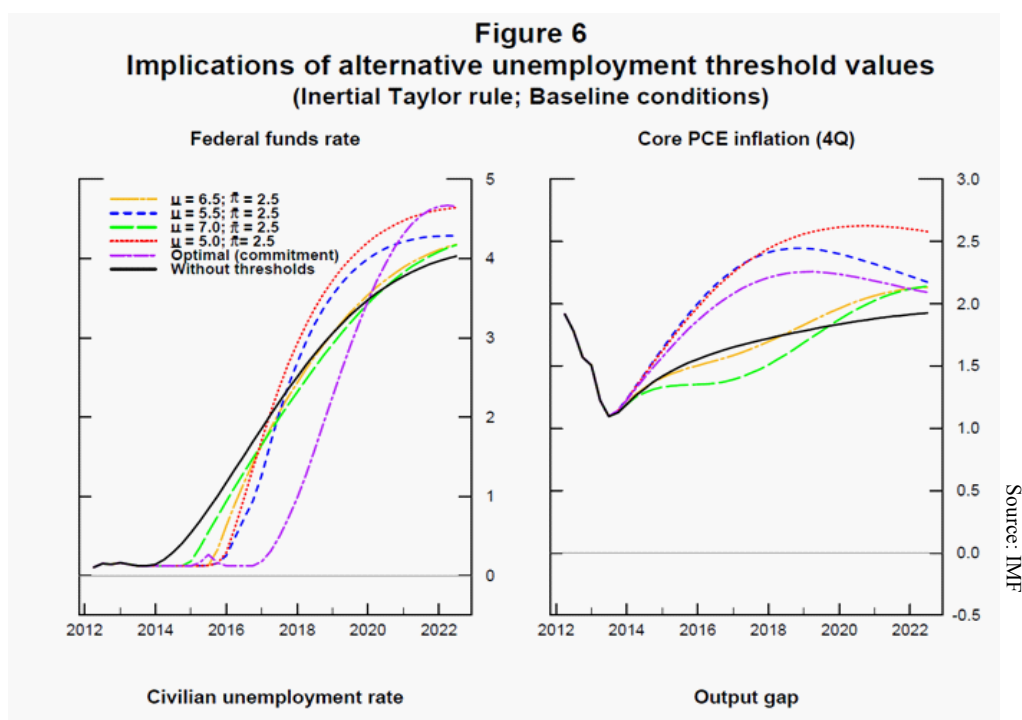 Figure 6
Implications of alternative unemployment threshold values
(Inertial Taylor rule; Baseline conditions)
Federal funds rate
5
4
3
2
1
0
μ = 6.5; π̄ = 2.5
μ = 5.5; π̄ = 2.5
μ = 7.0; π̄ = 2.5
μ = 5.0; π̄ = 2.5
Optimal (commitment)
Without thresholds
2012 2014 2016 2018 2020 2022
Core PCE inflation (4Q)
3.0
2.5
2.0
1.5
1.0
0.5
0.0
-0.5
2012 2014 2016 2018 2020 2022
Source: IMF
Civilian unemployment rate
Output gap